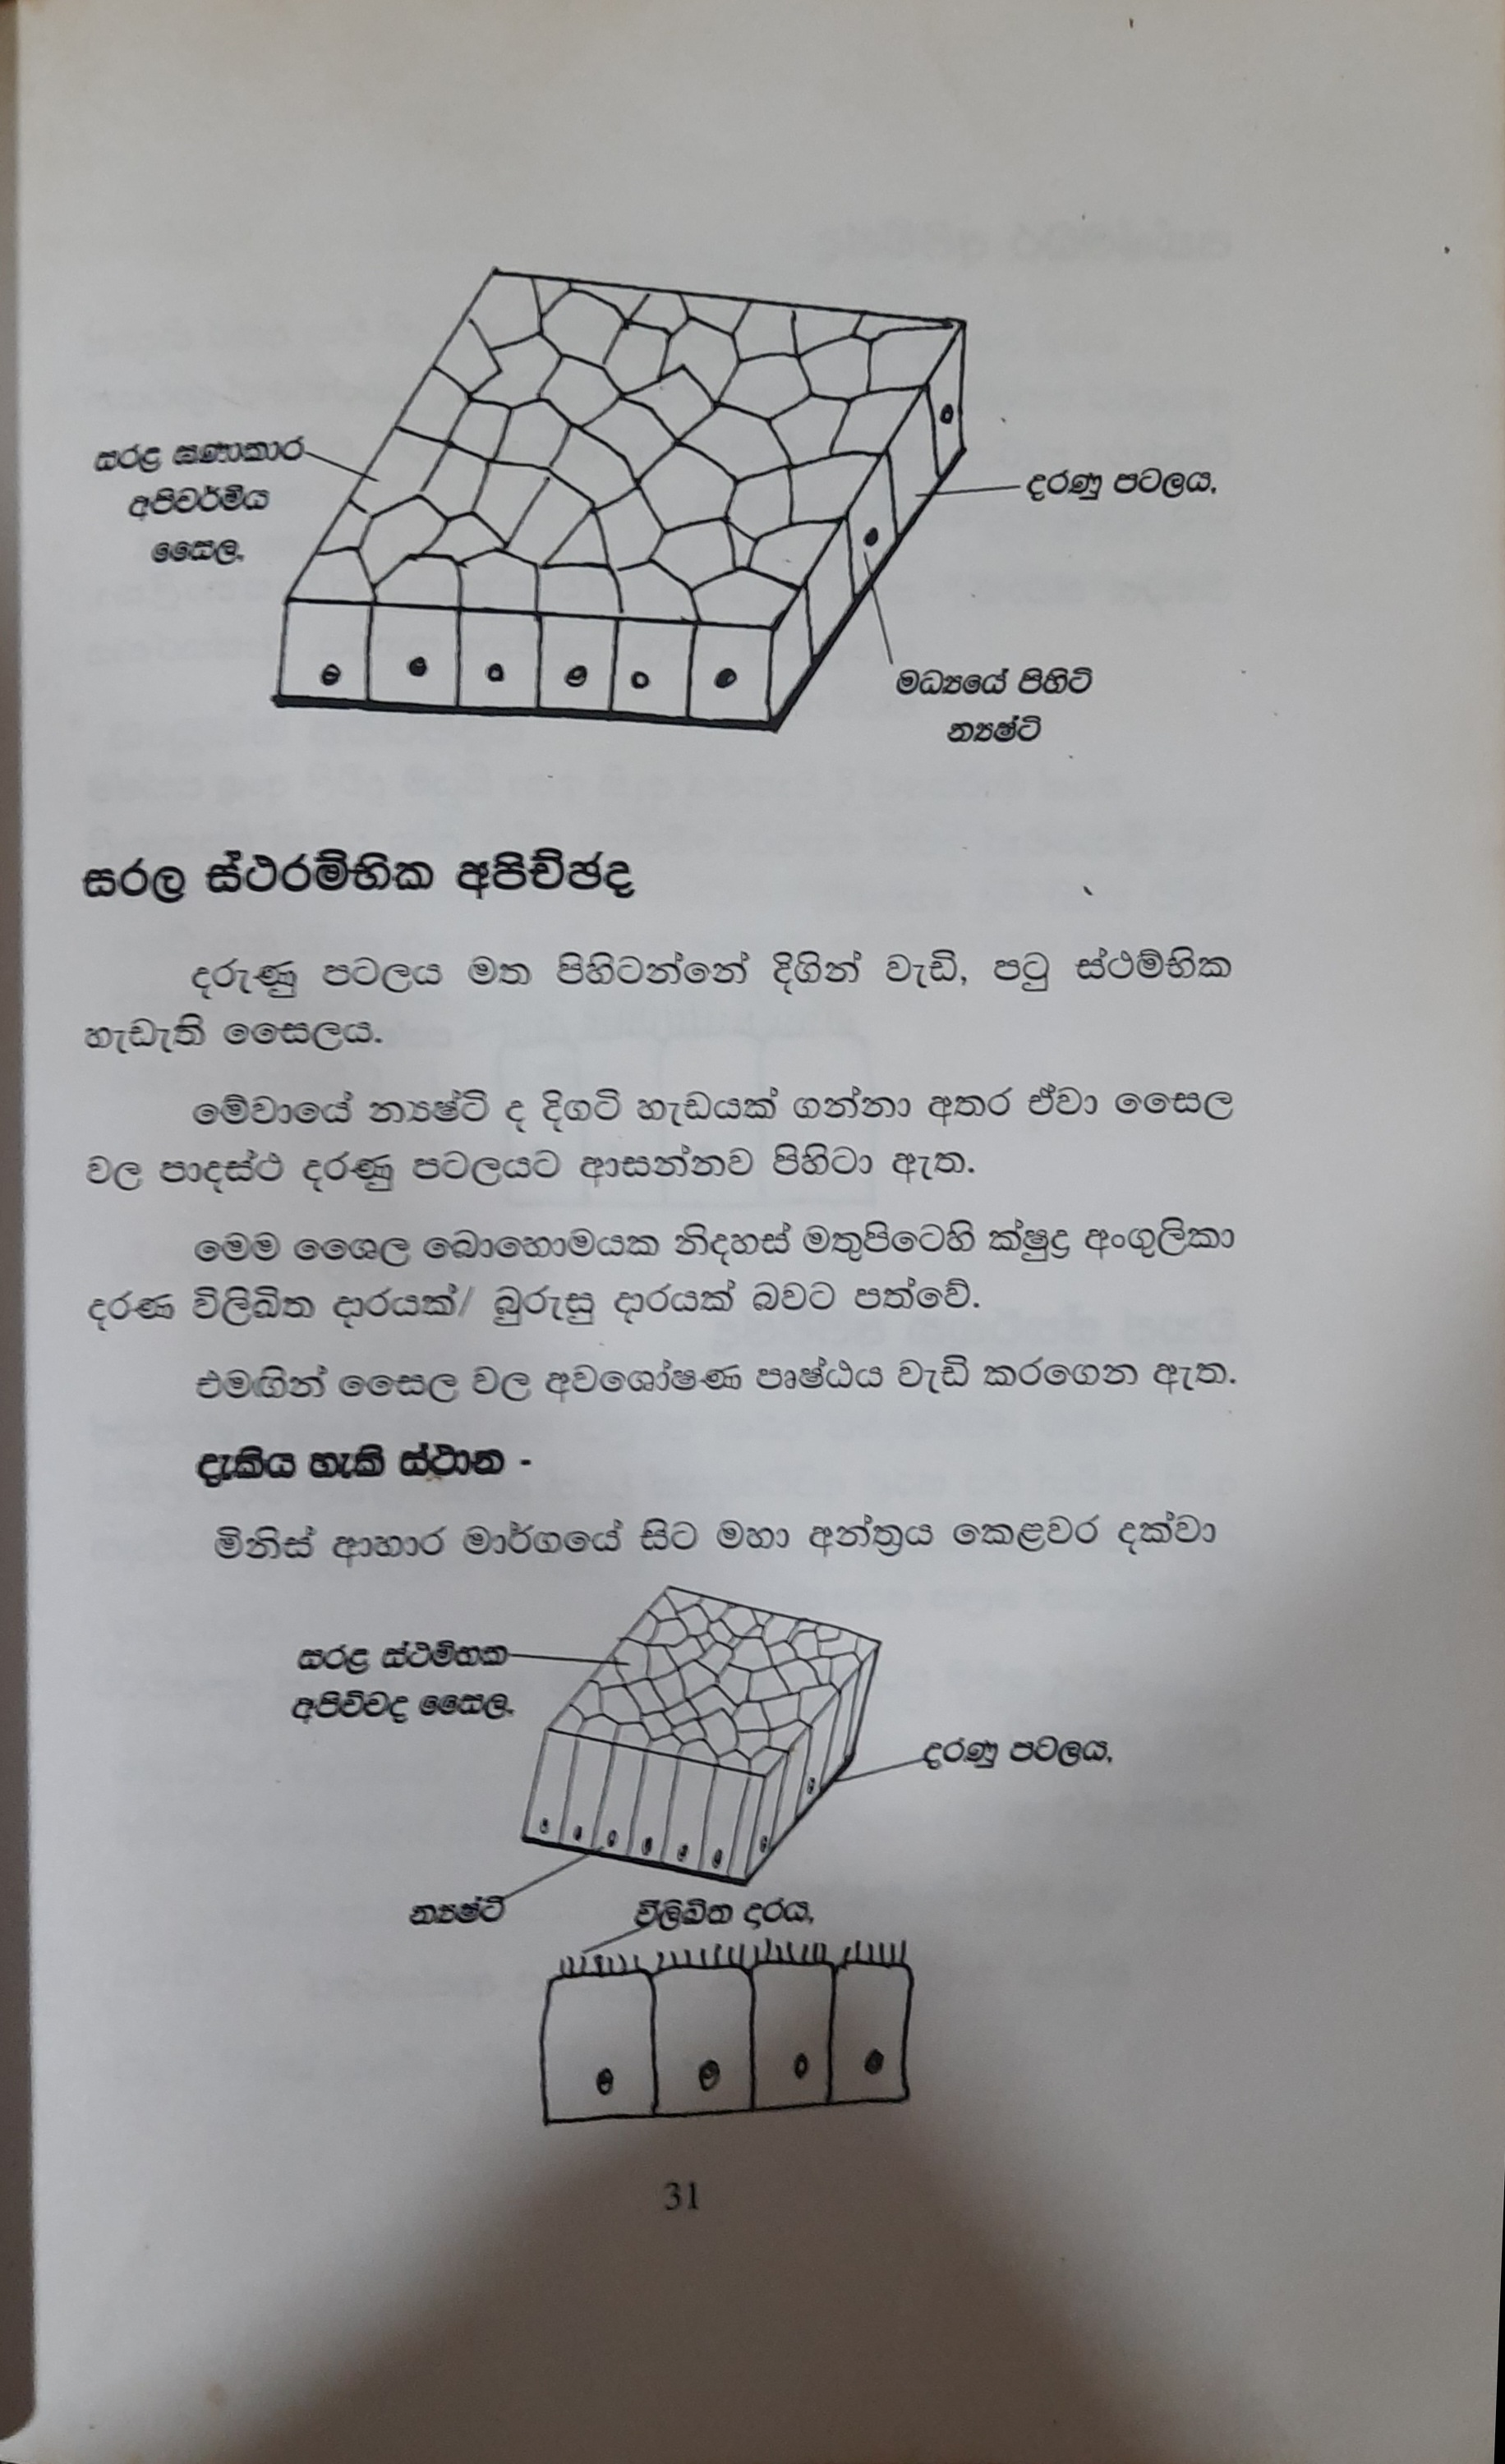 සරළ ඝණාකාර
අපිචර්මීය
සෛල,
දරණු පටලය,
මධ්‍යයේ පිහිටි
න්‍යෂ්ටි
සරල ස්ථරම්භික අපිච්ඡද
දරුණු පටලය මත පිහිටන්නේ දිගින් වැඩි, පටු ස්ථම්භික
හැඩැති සෛලය.
මේවායේ න්‍යෂ්ටි ද දිගටි හැඩයක් ගන්නා අතර ඒවා සෛල
වල පාදස්ථ දරණු පටලයට ආසන්නව පිහිටා ඇත.
මෙම ශෛල බොහොමයක නිදහස් මතුපිටෙහි ක්ෂුද්‍ර අංගුලිකා
දරණ විලිඛිත දාරයක්/ බුරුසු දාරයක් බවට පත්වේ.
එමඟින් සෛල වල අවශෝෂණ පෘෂ්ඨය වැඩි කරගෙන ඇත.
දැකිය හැකි ස්ථාන -
මිනිස් ආහාර මාර්ගයේ සිට මහා අන්ත්‍රය කෙළවර දක්වා
සරළ ස්ථම්භක
අපිච්චද සෛල,
දරණු පටලය,
න්‍යෂ්ටි
විලිඛිත දාරය,
31